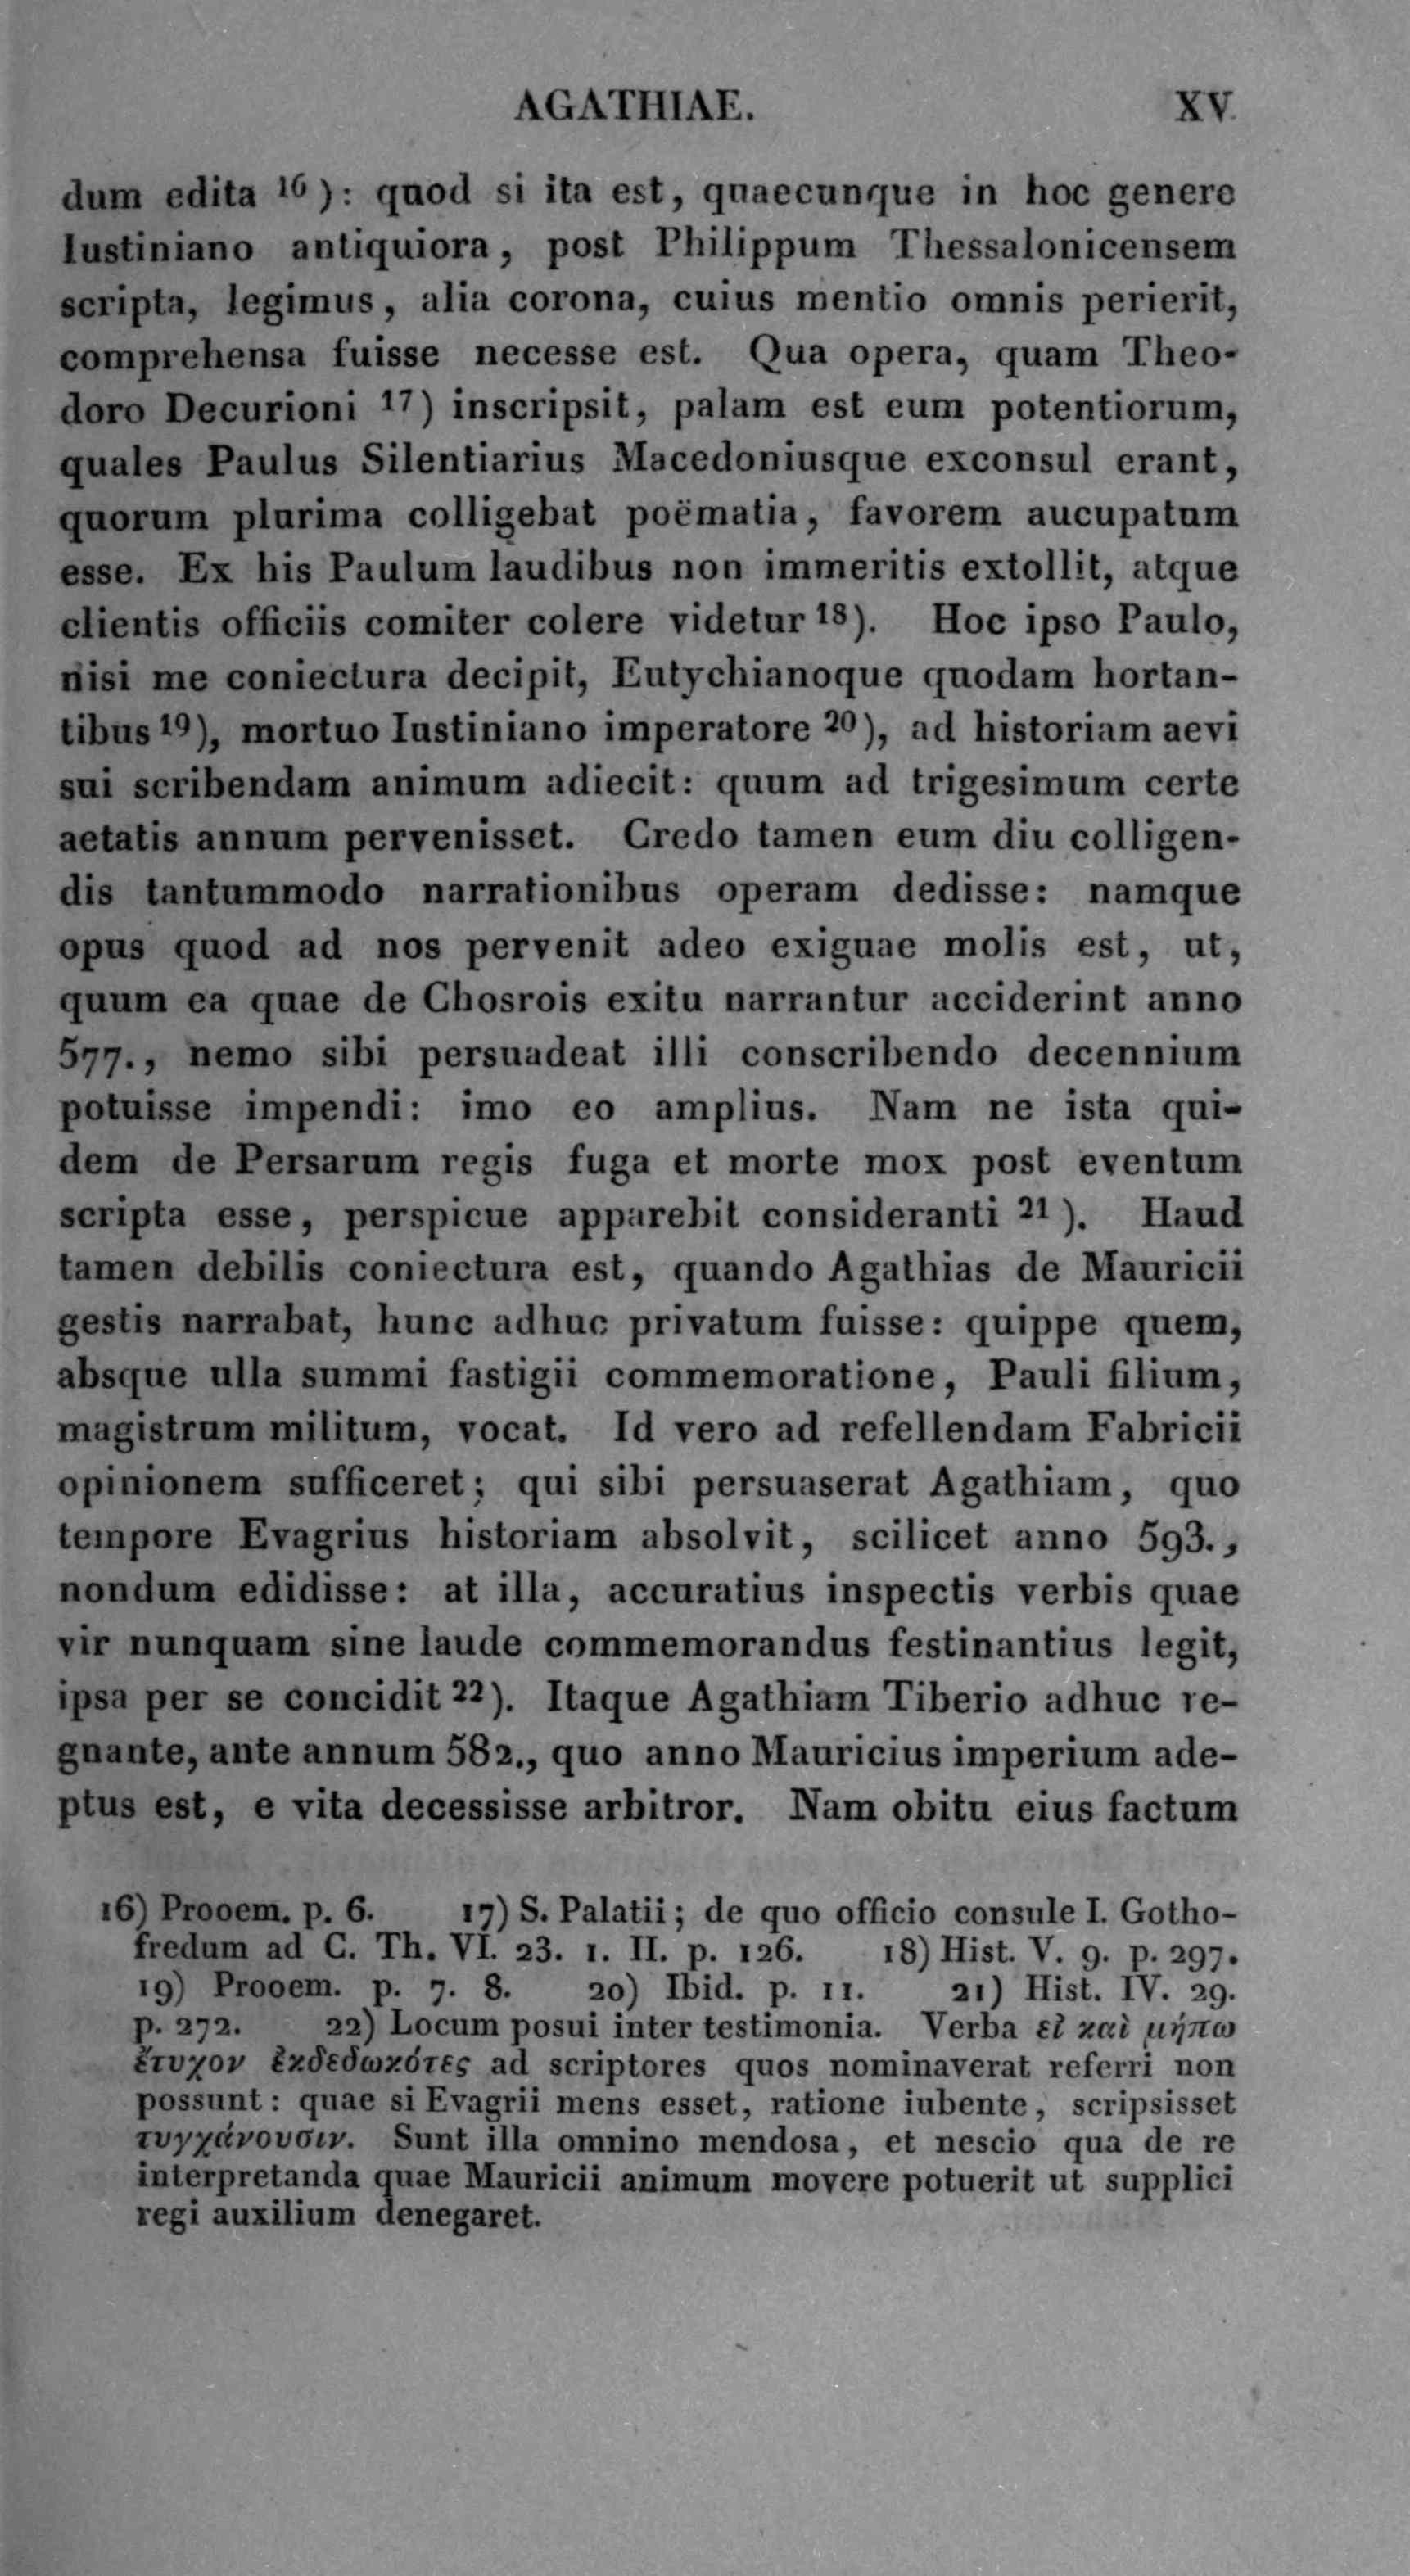 AGATHIAE. XV
dum edita 16): quod si ita est, quaecunque in hoc genere
Iustiniano antiquiora, post Philippum Thessalonicensem
scripta, legimus, alia corona, cuius mentio omnis perierit,
comprehensa fuisse necesse est. Qua opera, quam Theo-
doro Decurioni 17) inscripsit, palam est eum potentiorum,
quales Paulus Silentiarius Macedoniusque exconsul erant,
quorum plurima colligebat poëmatia, favorem aucupatum
esse. Ex his Paulum laudibus non immeritis extollit, atque
clientis officiis comiter colere videtur 18). Hoc ipso Paulo,
nisi me coniectura decipit, Eutychianoque quodam hortan-
tibus 19), mortuo Iustiniano imperatore 20), ad historiam aevi
sui scribendam animum adiecit: quum ad trigesimum certe
aetatis annum pervenisset. Credo tamen eum diu colligen-
dis tantummodo narrationibus operam dedisse: namque
opus quod ad nos pervenit adeo exiguae molis est, ut,
quum ea quae de Chosrois exitu narrantur acciderint anno
577., nemo sibi persuadeat illi conscribendo decennium
potuisse impendi: imo eo amplius. Nam ne ista qui-
dem de Persarum regis fuga et morte mox post eventum
scripta esse, perspicue apparebit consideranti 21). Haud
tamen debilis coniectura est, quando Agathias de Mauricii
gestis narrabat, hunc adhuc privatum fuisse: quippe quem,
absque ulla summi fastigii commemoratione, Pauli filium,
magistrum militum, vocat. Id vero ad refellendam Fabricii
opinionem sufficeret; qui sibi persuaserat Agathiam, quo
tempore Evagrius historiam absolvit, scilicet anno 593.,
nondum edidisse: at illa, accuratius inspectis verbis quae
vir nunquam sine laude commemorandus festinantius legit,
ipsa per se concidit 22). Itaque Agathiam Tiberio adhuc re-
gnante, ante annum 582., quo anno Mauricius imperium ade-
ptus est, e vita decessisse arbitror. Nam obitu eius factum
16) Prooem. p. 6. 17) S. Palatii; de quo officio consule I. Gotho-
fredum ad C. Th. VI. 23. 1. II. p. 126. 18) Hist. V. 9. p. 297.
19) Prooem. p. 7. 8. 20) Ibid. p. 11. 21) Hist. IV. 29.
p. 272. 22) Locum posui inter testimonia. Verba εἰ καὶ μήπω
ἔτυχον ἐκδεδωκότες ad scriptores quos nominaverat referri non
possunt: quae si Evagrii mens esset, ratione iubente, scripsisset
τυγχάνουσιν. Sunt illa omnino mendosa, et nescio qua de re
interpretanda quae Mauricii animum movere potuerit ut supplici
regi auxilium denegaret.